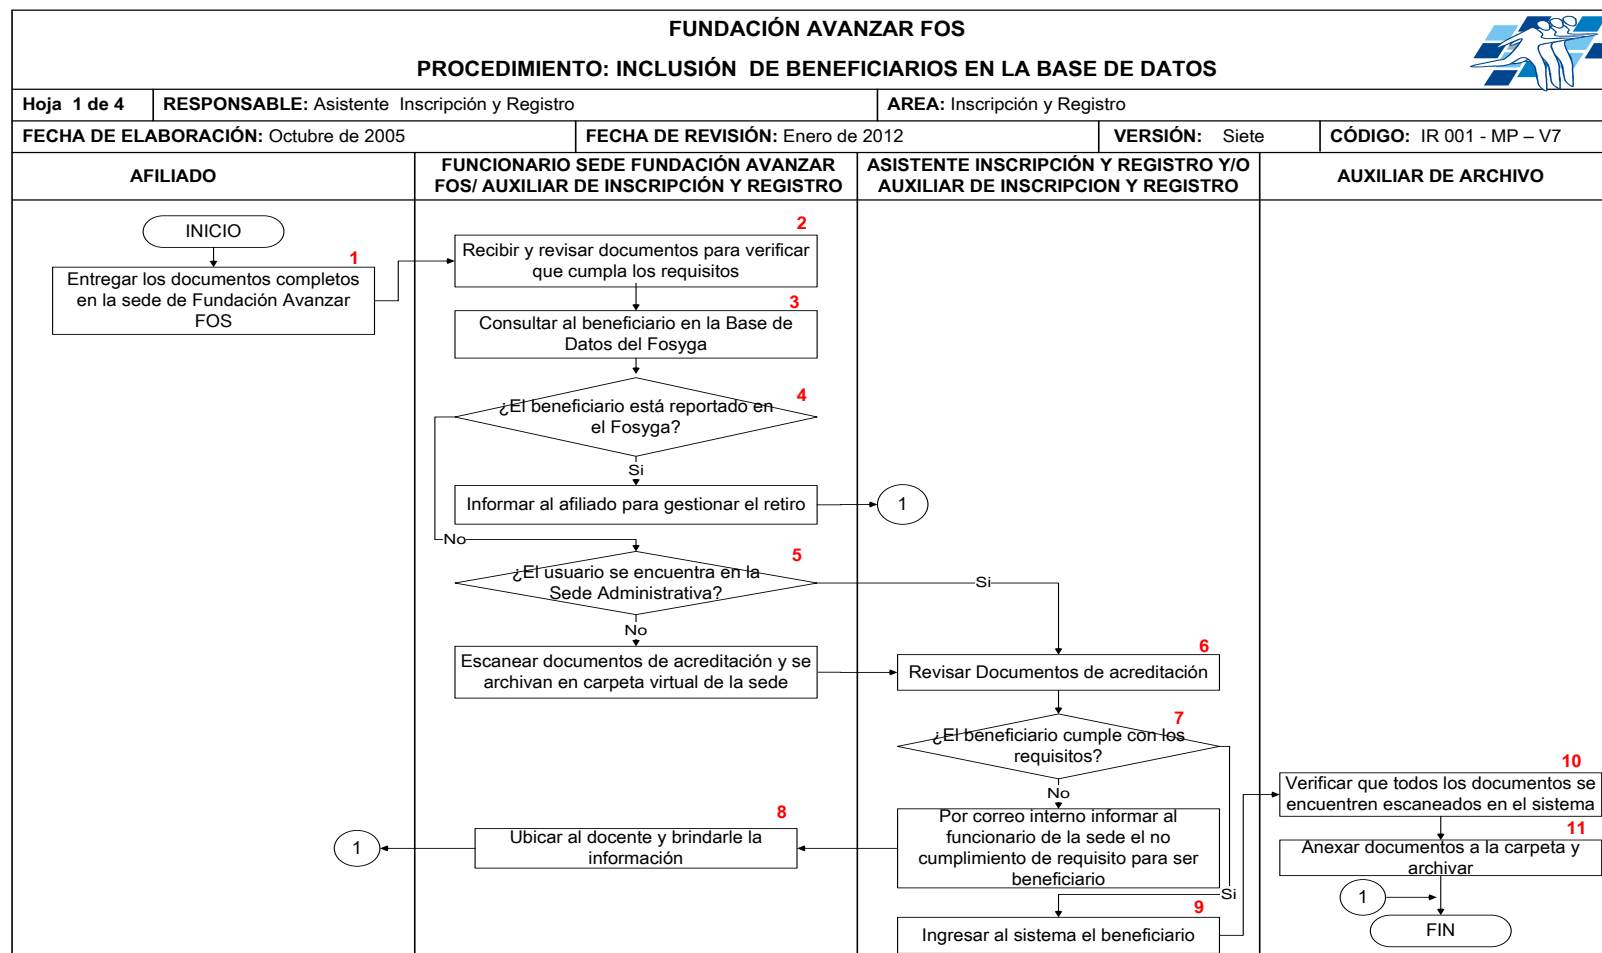 FUNDACIÓN AVANZAR FOS
PROCEDIMIENTO: INCLUSIÓN DE BENEFICIARIOS EN LA BASE DE DATOS
Hoja 1 de 4
RESPONSABLE: Asistente Inscripción y Registro
AREA: Inscripción y Registro
FECHA DE ELABORACIÓN: Octubre de 2005
FECHA DE REVISIÓN: Enero de 2012
VERSIÓN: Siete
CÓDIGO: IR 001 - MP – V7
AFILIADO
FUNCIONARIO SEDE FUNDACIÓN AVANZAR
FOS/ AUXILIAR DE INSCRIPCIÓN Y REGISTRO
ASISTENTE INSCRIPCIÓN Y REGISTRO Y/O
AUXILIAR DE INSCRIPCION Y REGISTRO
AUXILIAR DE ARCHIVO
INICIO
1
Entregar los documentos completos
en la sede de Fundación Avanzar
FOS
2
Recibir y revisar documentos para verificar
que cumpla los requisitos
3
Consultar al beneficiario en la Base de
Datos del Fosyga
4
¿El beneficiario está reportado en
el Fosyga?
Si
Informar al afiliado para gestionar el retiro
1
No
5
¿El usuario se encuentra en la
Sede Administrativa?
Si
No
Escanear documentos de acreditación y se
archivan en carpeta virtual de la sede
6
Revisar Documentos de acreditación
7
¿El beneficiario cumple con los
requisitos?
No
Por correo interno informar al
funcionario de la sede el no
cumplimiento de requisito para ser
beneficiario
8
Ubicar al docente y brindarle la
información
1
Si
9
Ingresar al sistema el beneficiario
10
Verificar que todos los documentos se
encuentren escaneados en el sistema
11
Anexar documentos a la carpeta y
archivar
1
FIN